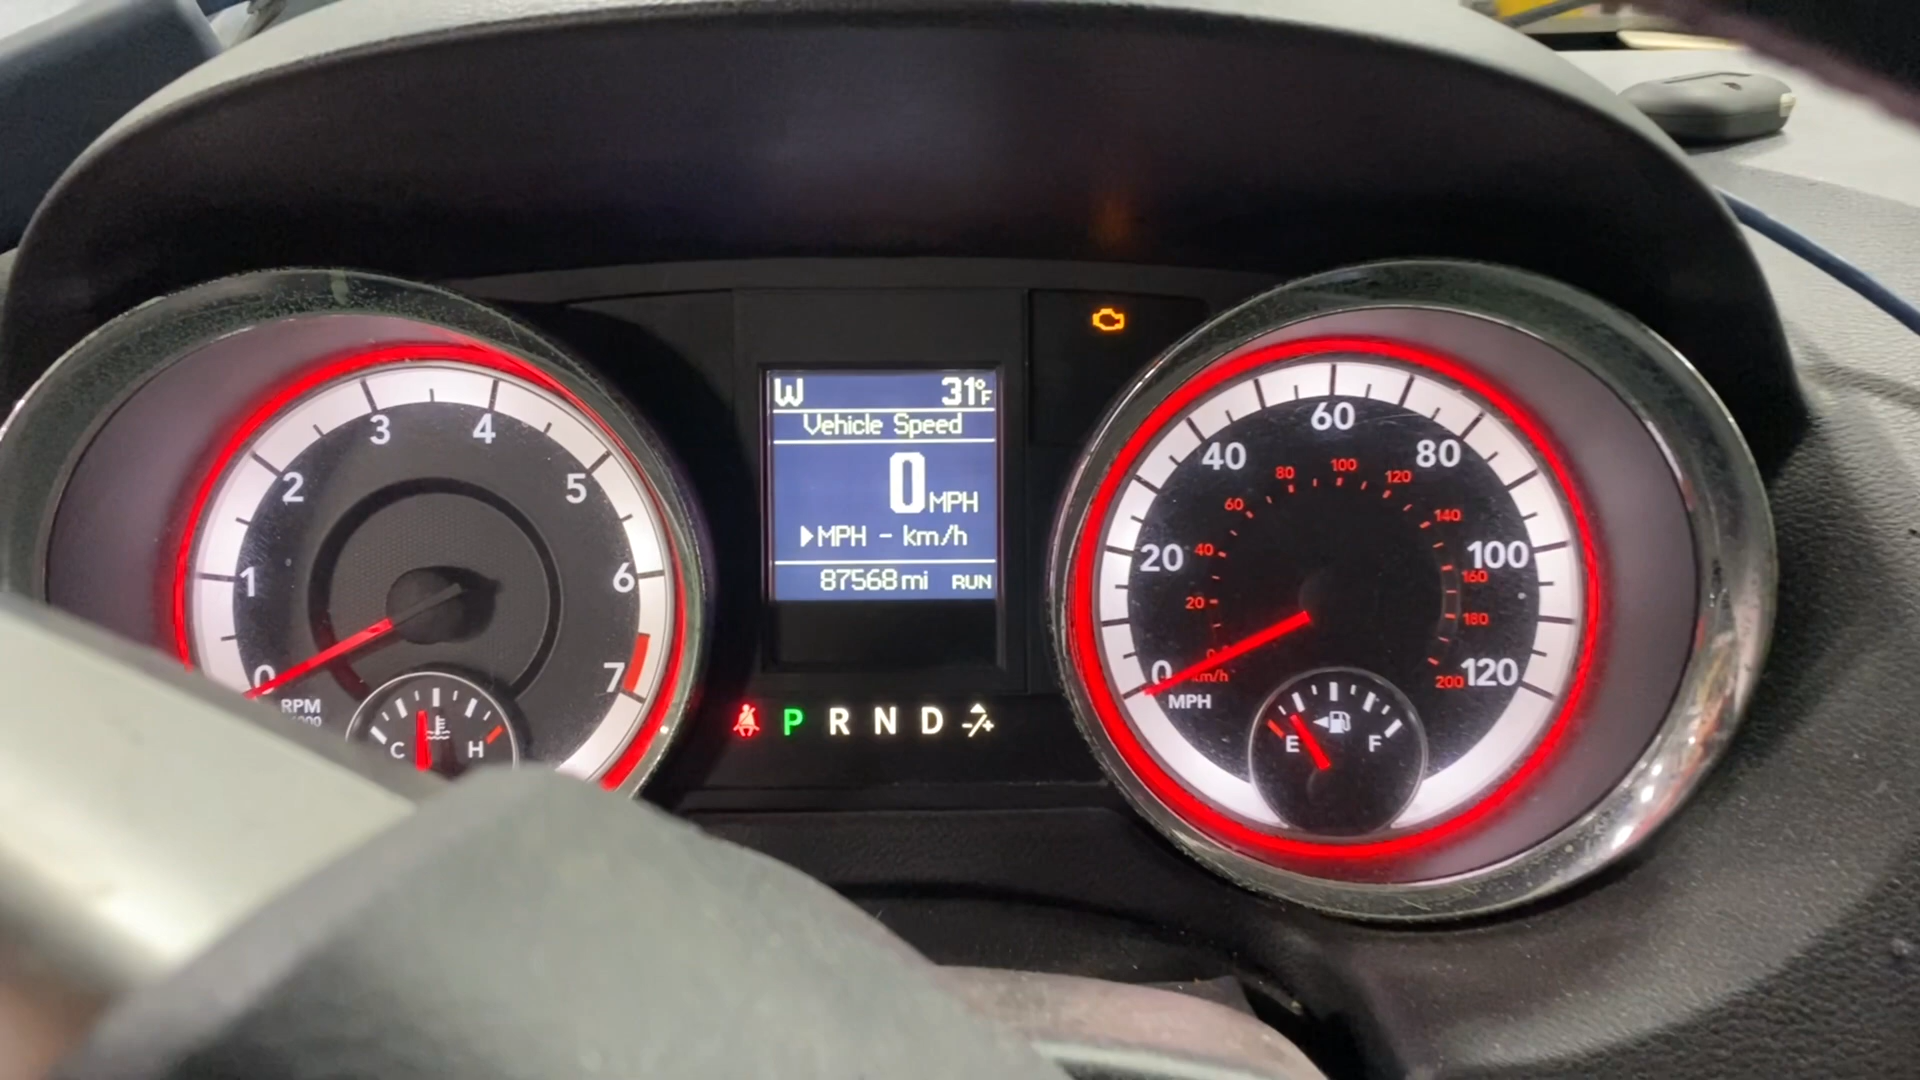 W 31°F
Vehicle Speed
0 MPH
▶MPH - km/h
87568 mi RUN
P R N D -/+
0 1 2 3 4 5 6 7
RPM
C H
0 20 40 60 80 100 120
MPH
20 40 60 80 100 120 140 160 180 200
km/h
E F